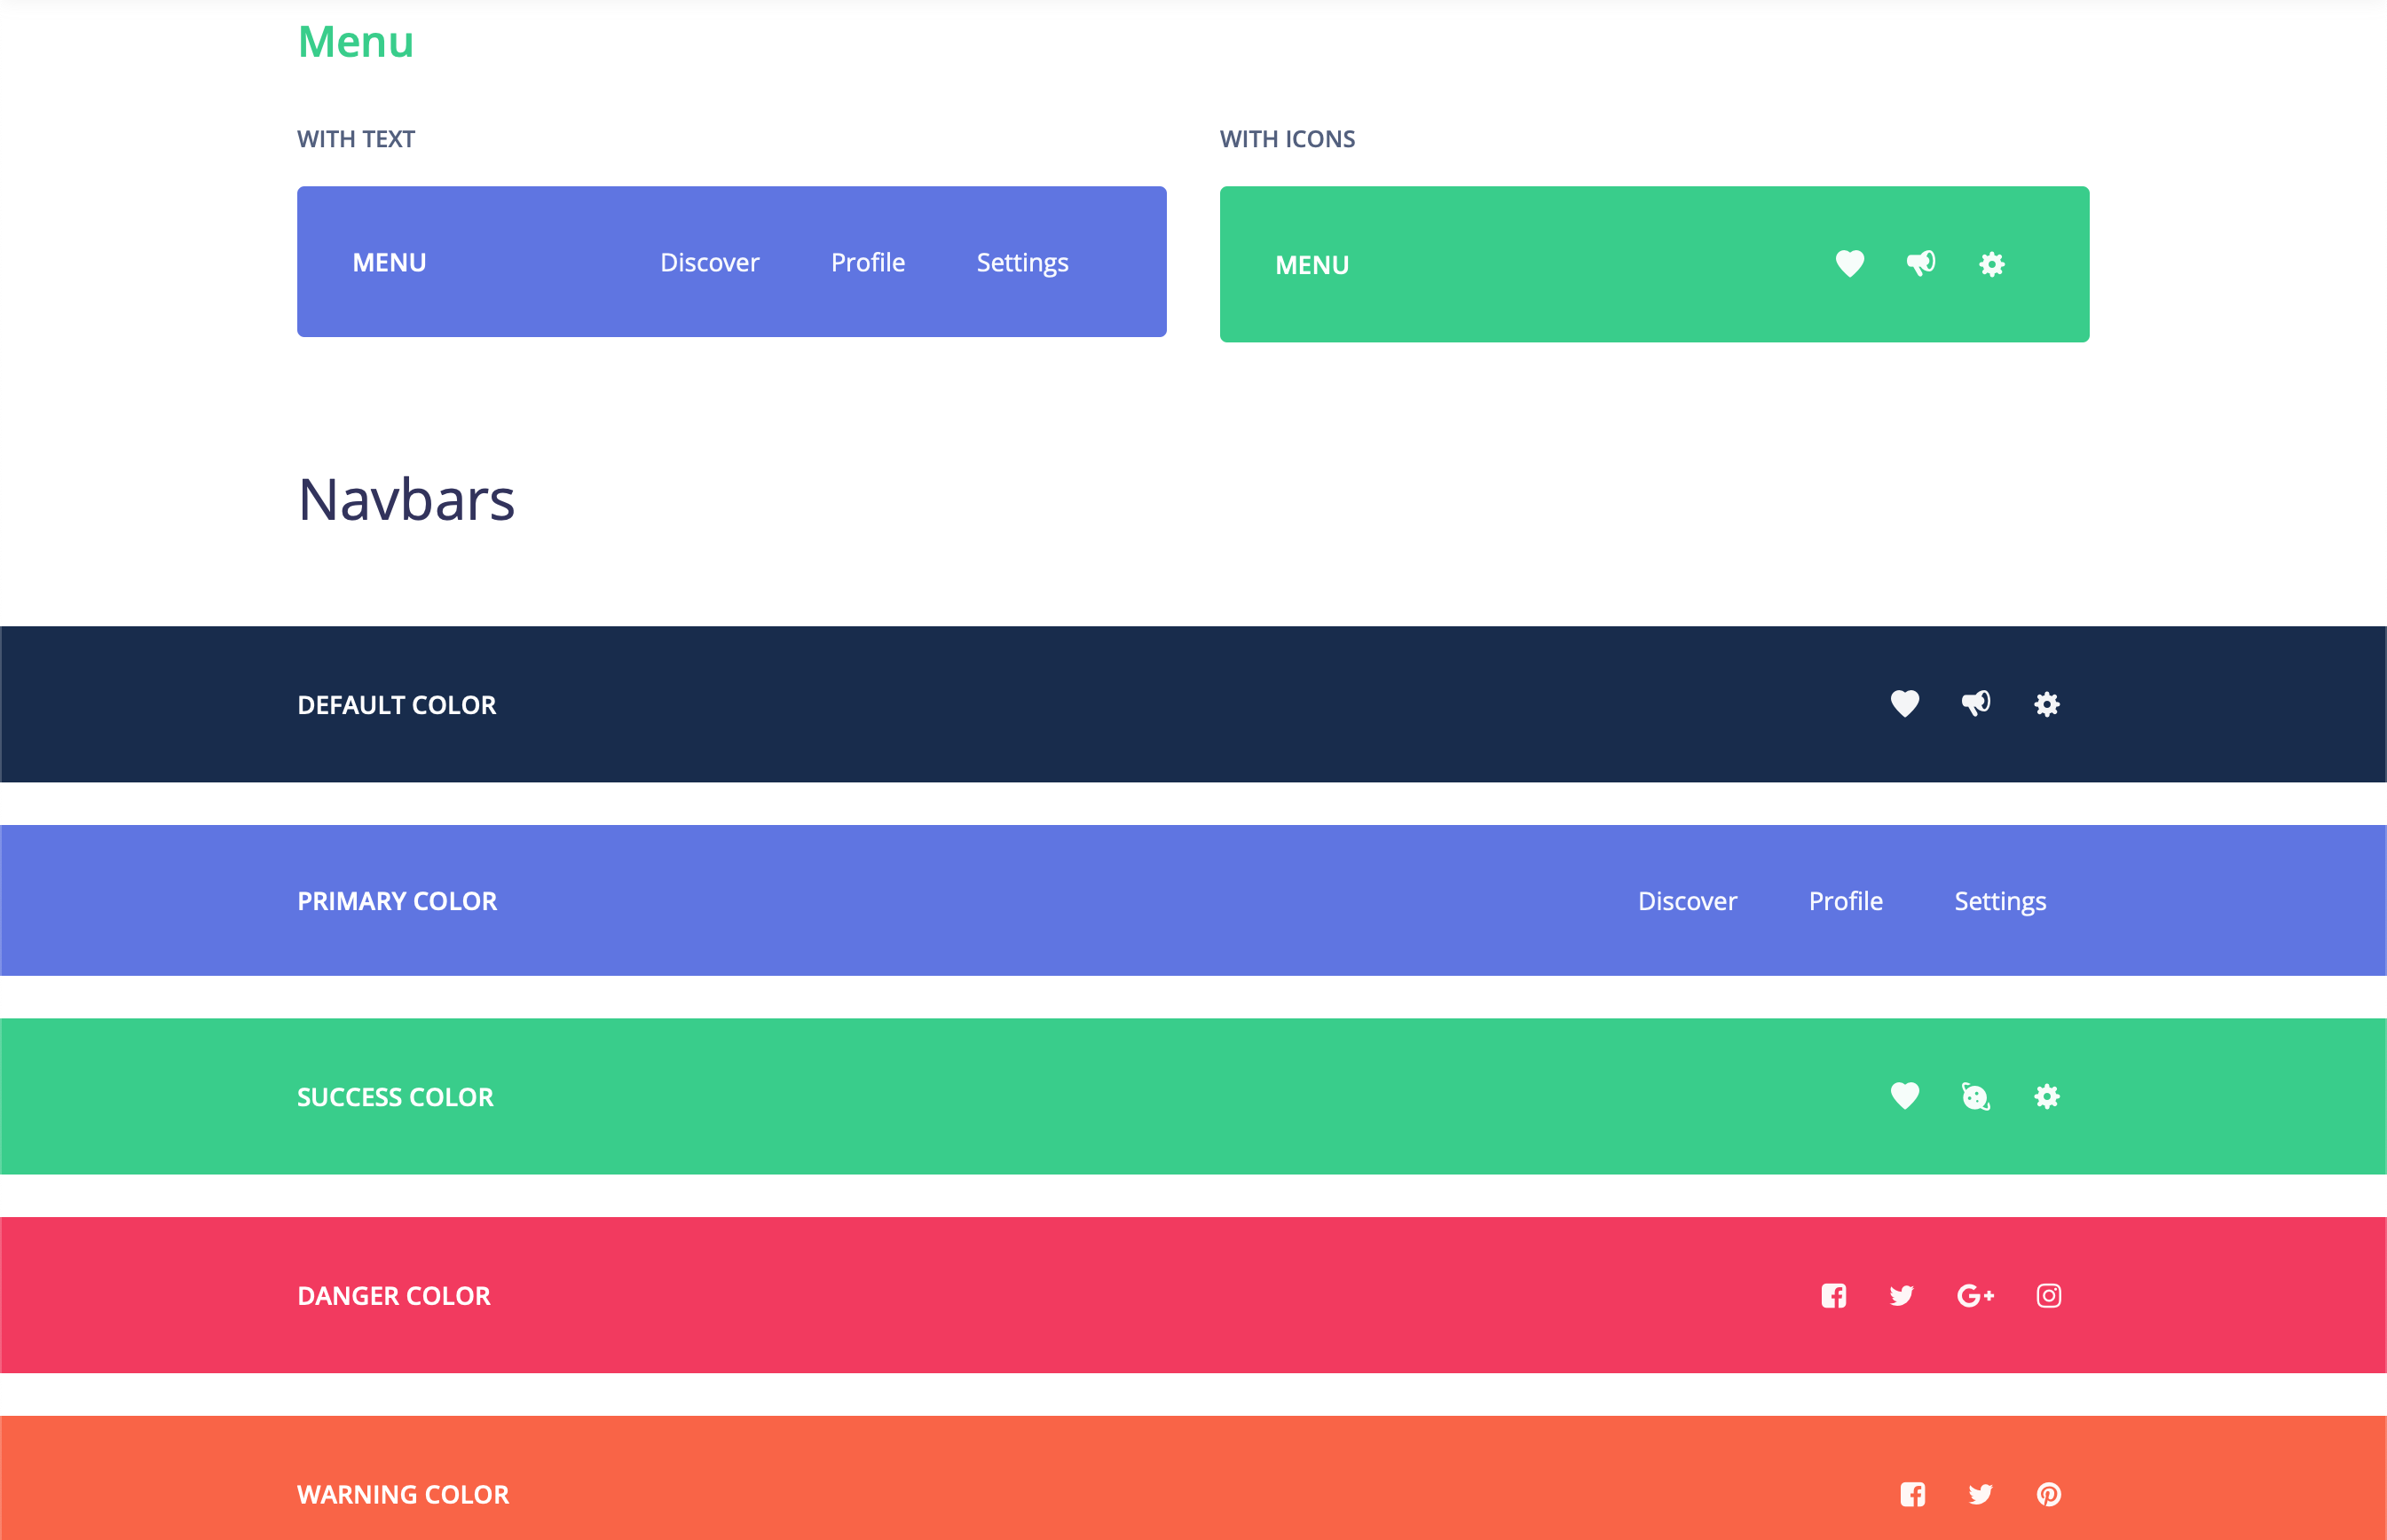 Menu
WITH TEXT
WITH ICONS
MENU Discover Profile Settings
MENU
Navbars
DEFAULT COLOR
PRIMARY COLOR Discover Profile Settings
SUCCESS COLOR
DANGER COLOR
WARNING COLOR